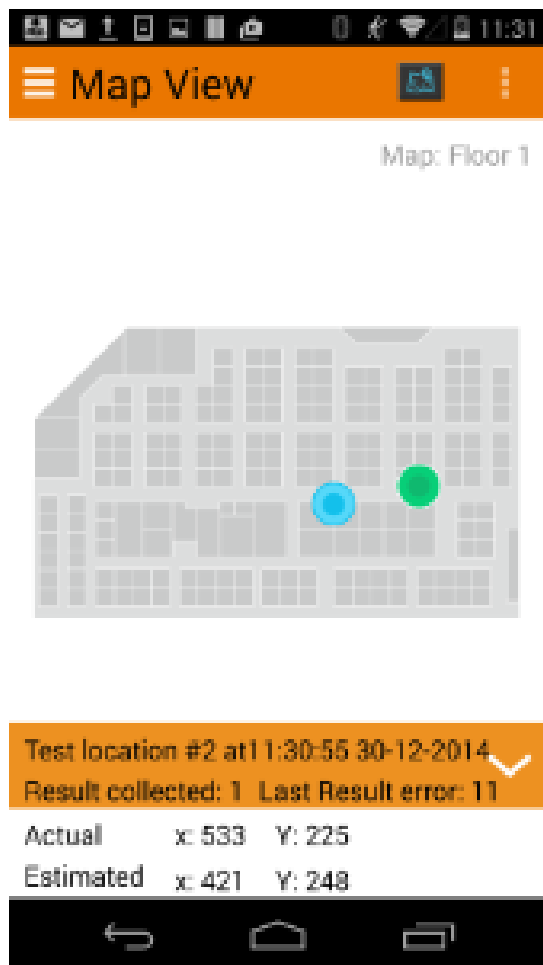 11:31
Map View
Map: Floor 1
Test location #2 at11:30:55 30-12-2014
Result collected: 1 Last Result error: 11
Actual x: 533 Y: 225
Estimated x: 421 Y: 248